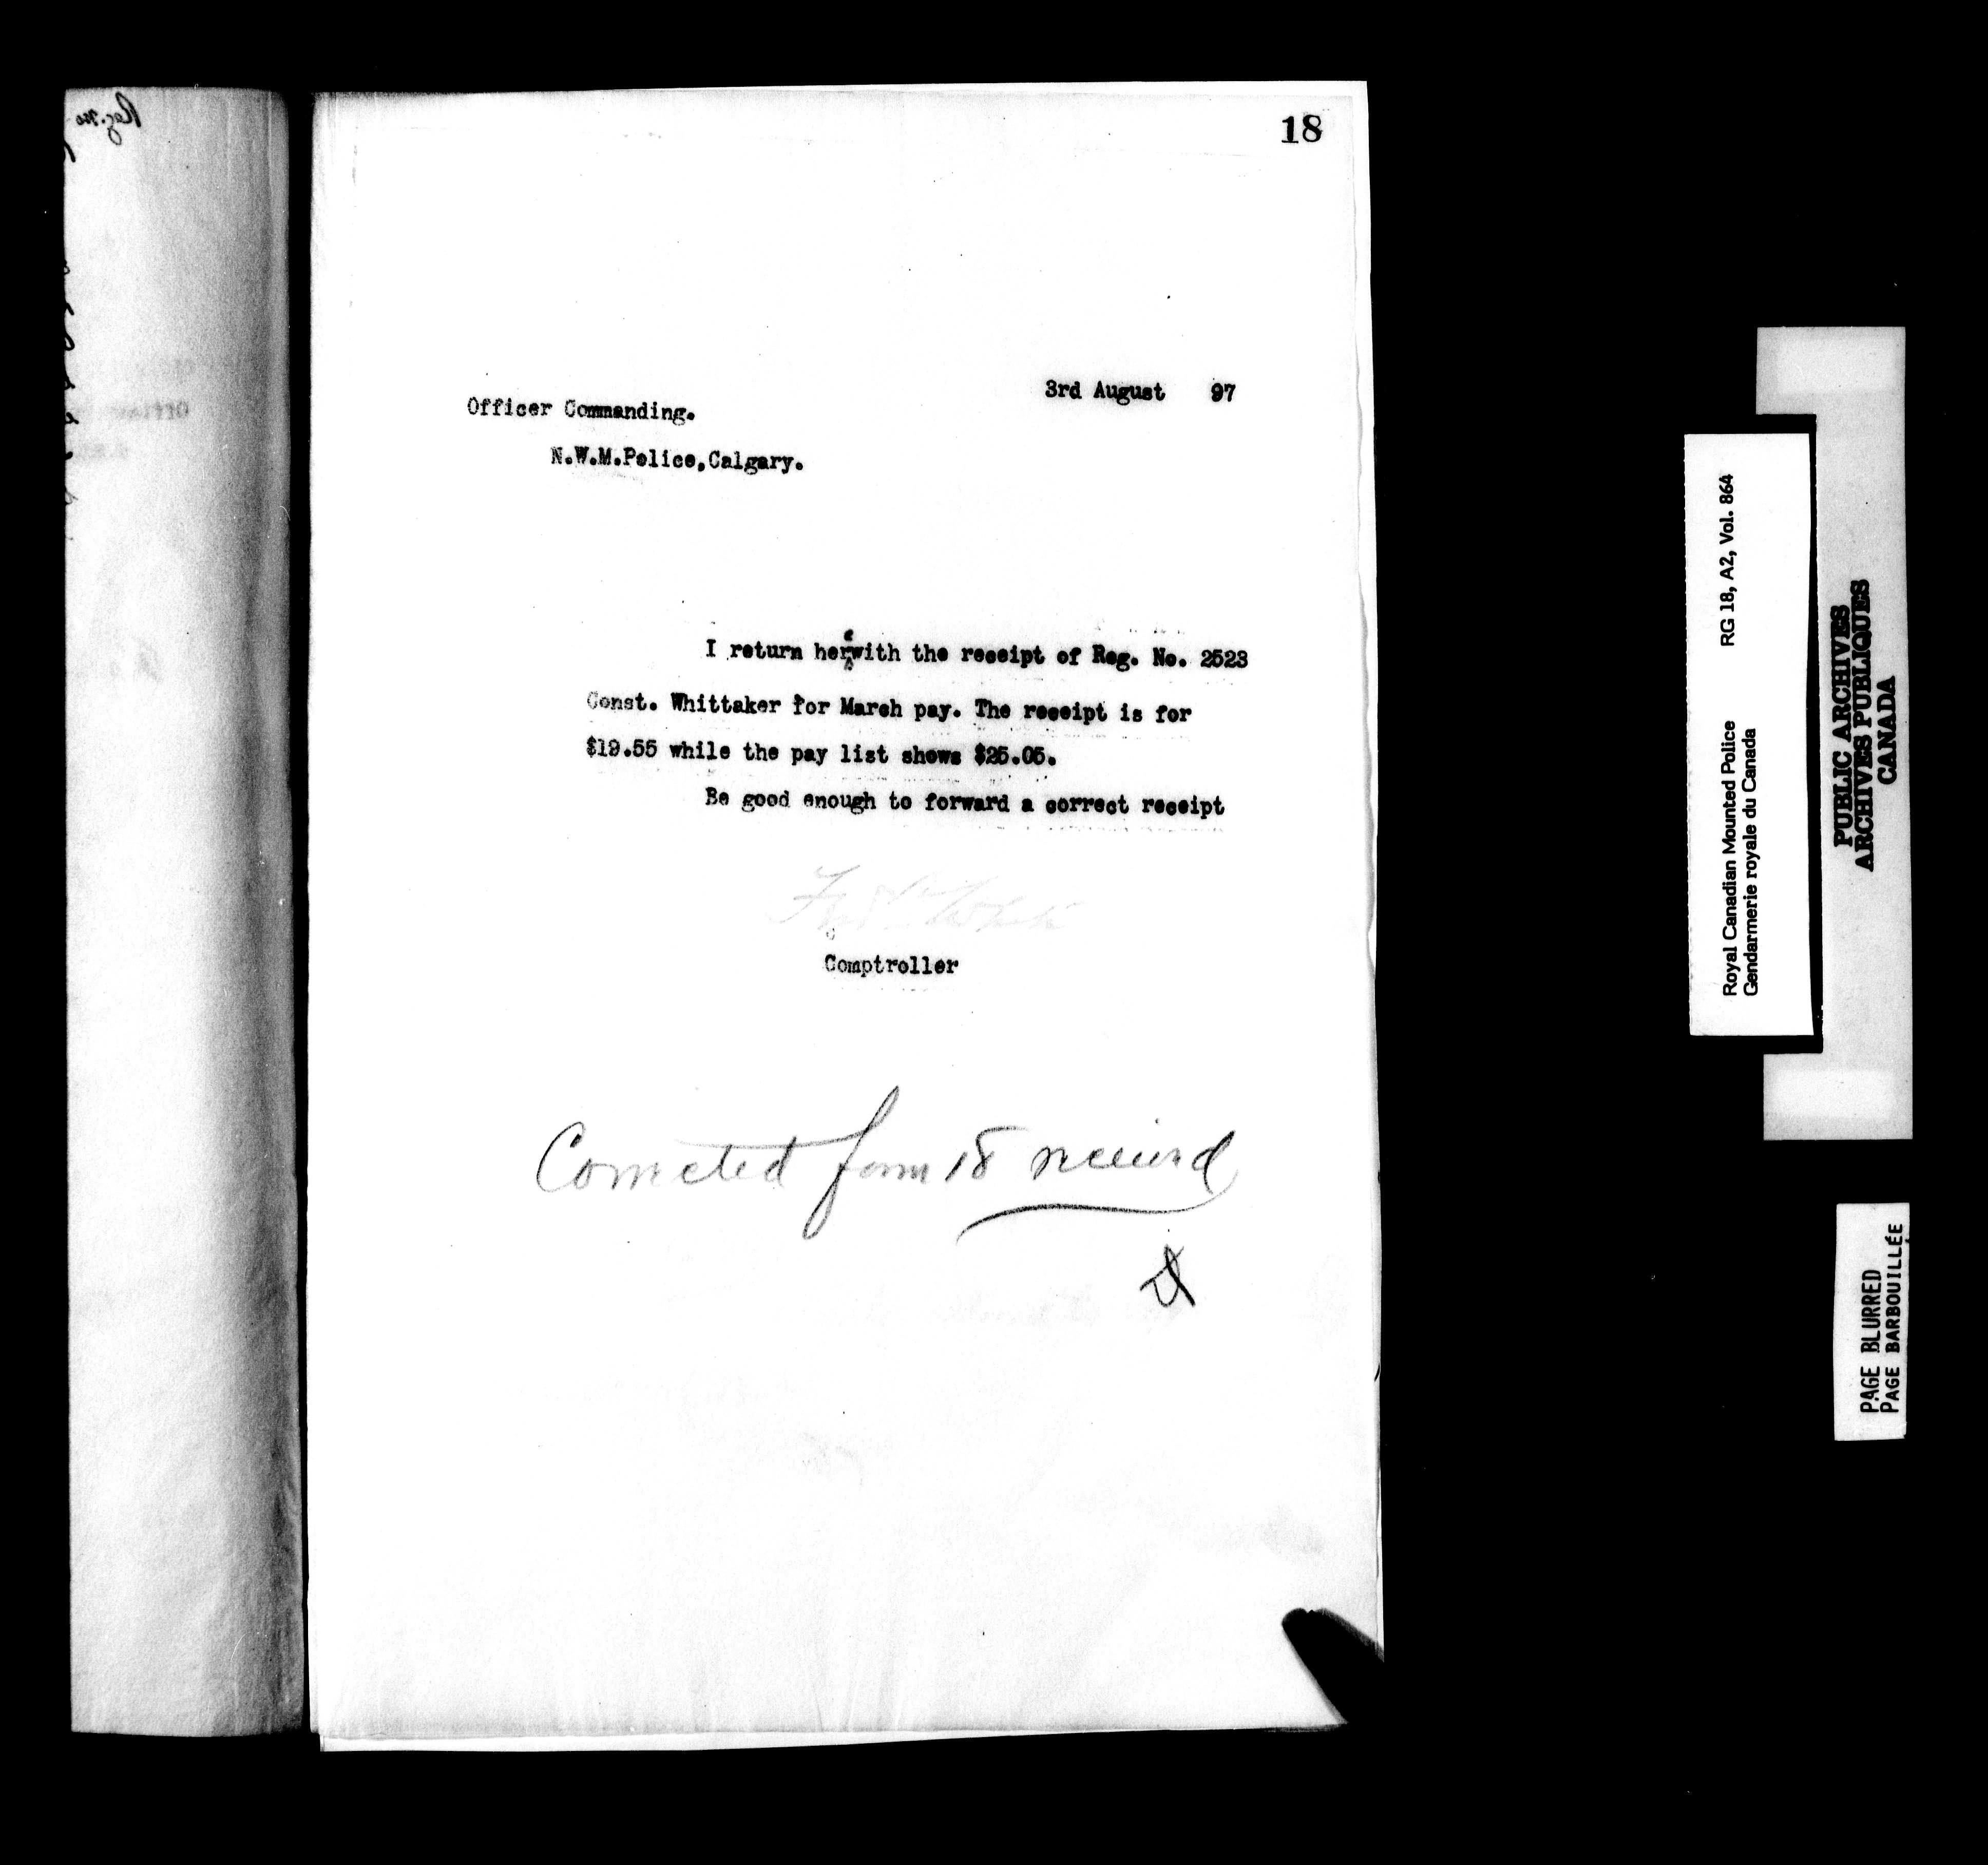 18
3rd August 97
Officer Commanding.
N.W.M.Police,Calgary.
I return herewith the receipt of Reg. No. 2523
Const. Whittaker for March pay. The receipt is for
$19.55 while the pay list shows $25.05.
Be good enough to forward a correct receipt
Fred White
Comptroller
Corrected form 18 received
Royal Canadian Mounted Police RG 18, A2, Vol. 864
Gendarmerie royale du Canada
PUBLIC ARCHIVES
ARCHIVES PUBLIQUES
CANADA
PAGE BLURRED
PAGE BARBOUILLÉE